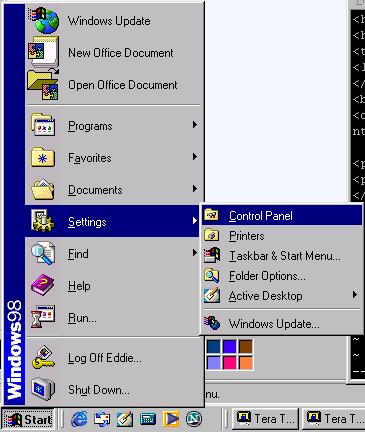 Windows Update
New Office Document
Open Office Document
Programs
Favorites
Documents
Settings
Find
Help
Run...
Log Off Eddie...
Shut Down...
Windows98
Control Panel
Printers
Taskbar & Start Menu...
Folder Options...
Active Desktop
Windows Update...
nu.
Start
Tera T...
Tera T...
<h
<h
<t
<l
</
<b
<o
nt
<p
<p
</
</
~
~